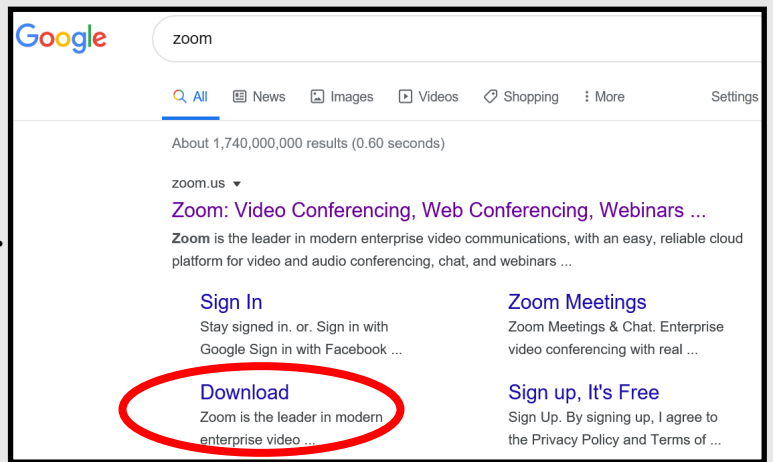 Google
zoom
All News Images Videos Shopping More Settings
About 1,740,000,000 results (0.60 seconds)
zoom.us
Zoom: Video Conferencing, Web Conferencing, Webinars ...
Zoom is the leader in modern enterprise video communications, with an easy, reliable cloud
platform for video and audio conferencing, chat, and webinars ...
Sign In
Stay signed in. or. Sign in with
Google Sign in with Facebook ...
Zoom Meetings
Zoom Meetings & Chat. Enterprise
video conferencing with real ...
Download
Zoom is the leader in modern
enterprise video ...
Sign up, It's Free
Sign Up. By signing up, I agree to
the Privacy Policy and Terms of ...